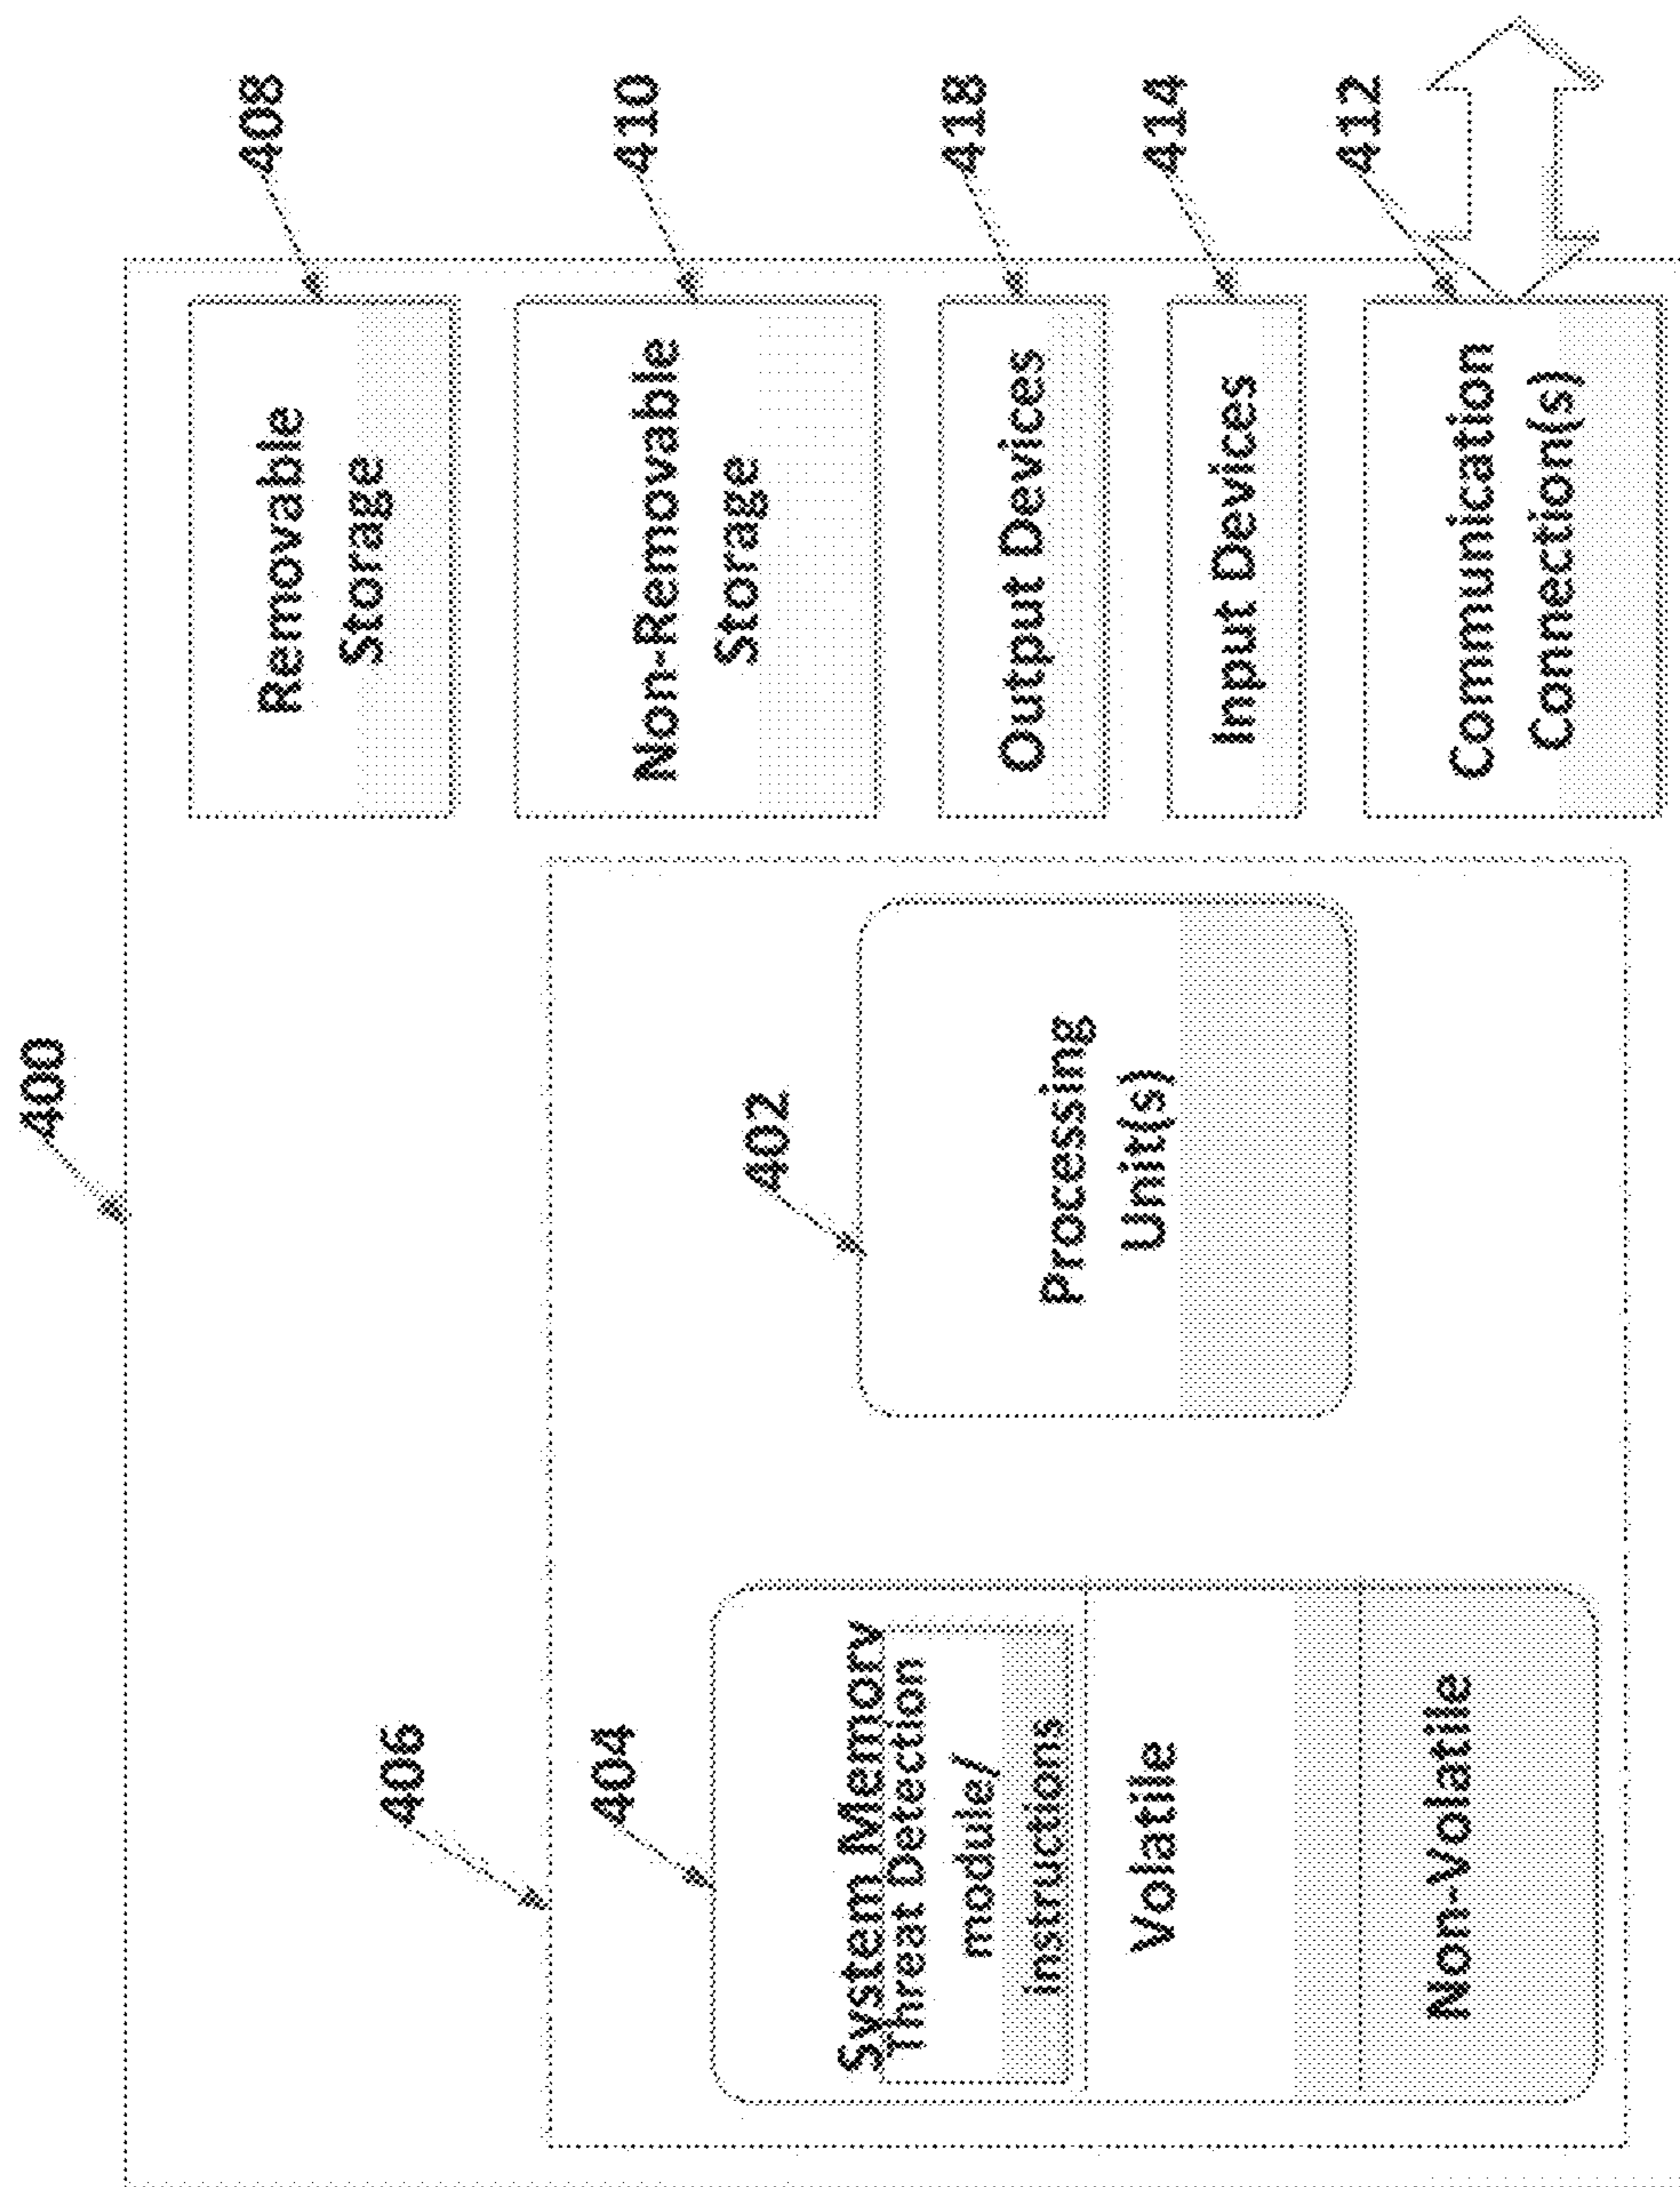 400
406
404
System Memory
Threat Detection
module/
instructions
Volatile
Non-Volatile
402
Processing
Unit(s)
Removable
Storage
408
Non-Removable
Storage
410
Output Devices
418
Input Devices
414
Communication
Connection(s)
412